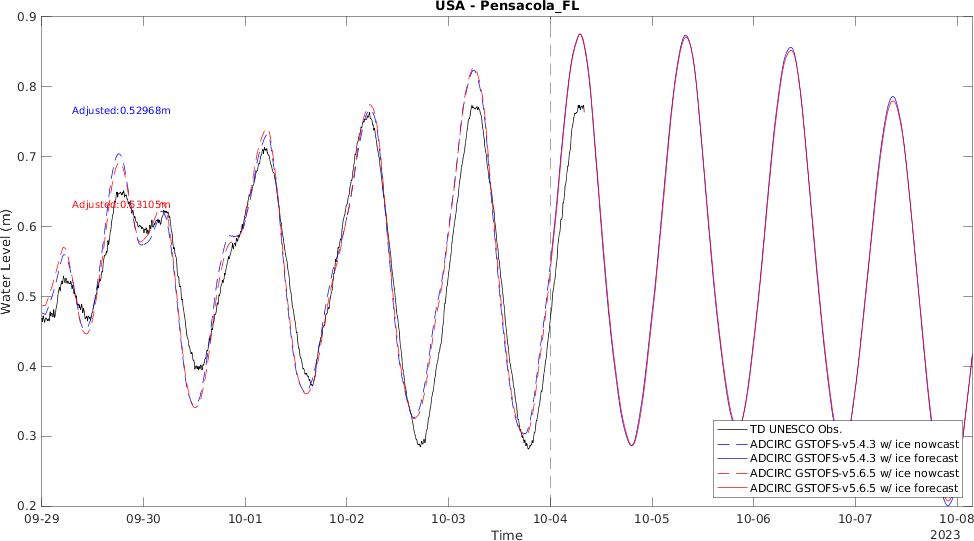 USA - Pensacola_FL
0.9
0.8
0.7
0.6
0.5
0.4
0.3
0.2
Water Level (m)
Adjusted:0.52968m
Adjusted:0.53105m
TD UNESCO Obs.
ADCIRC GSTOFS-v5.4.3 w/ ice nowcast
ADCIRC GSTOFS-v5.4.3 w/ ice forecast
ADCIRC GSTOFS-v5.6.5 w/ ice nowcast
ADCIRC GSTOFS-v5.6.5 w/ ice forecast
09-29 09-30 10-01 10-02 10-03 10-04 10-05 10-06 10-07 10-08
Time
2023